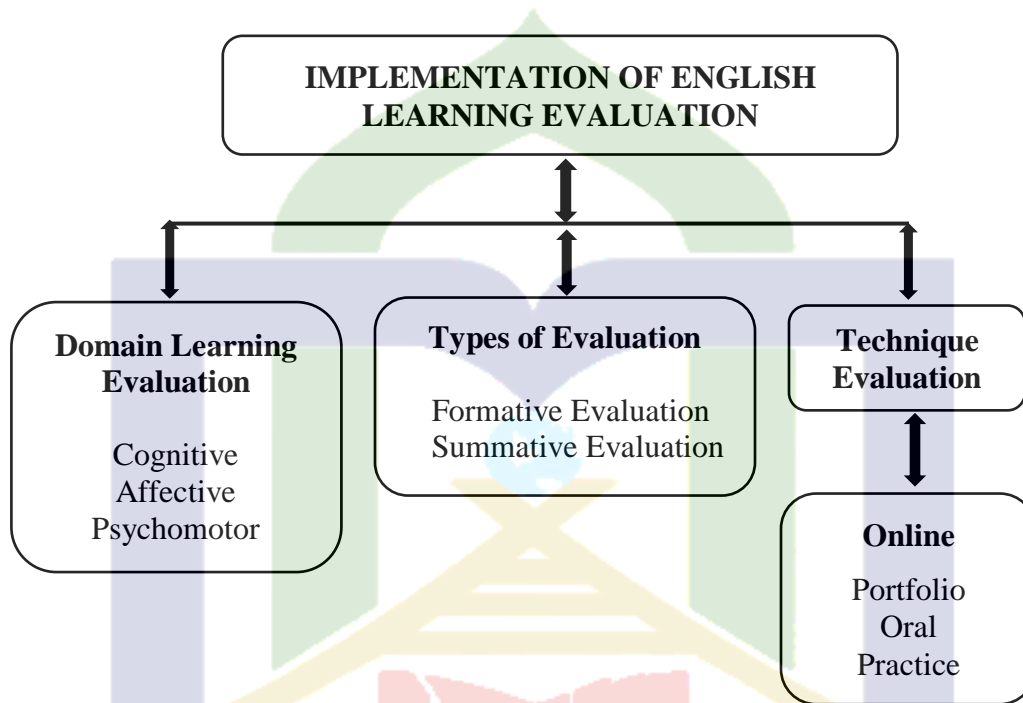 IMPLEMENTATION OF ENGLISH
LEARNING EVALUATION
Domain Learning
Evaluation
Cognitive
Affective
Psychomotor
Types of Evaluation
Formative Evaluation
Summative Evaluation
Technique
Evaluation
Online
Portfolio
Oral
Practice